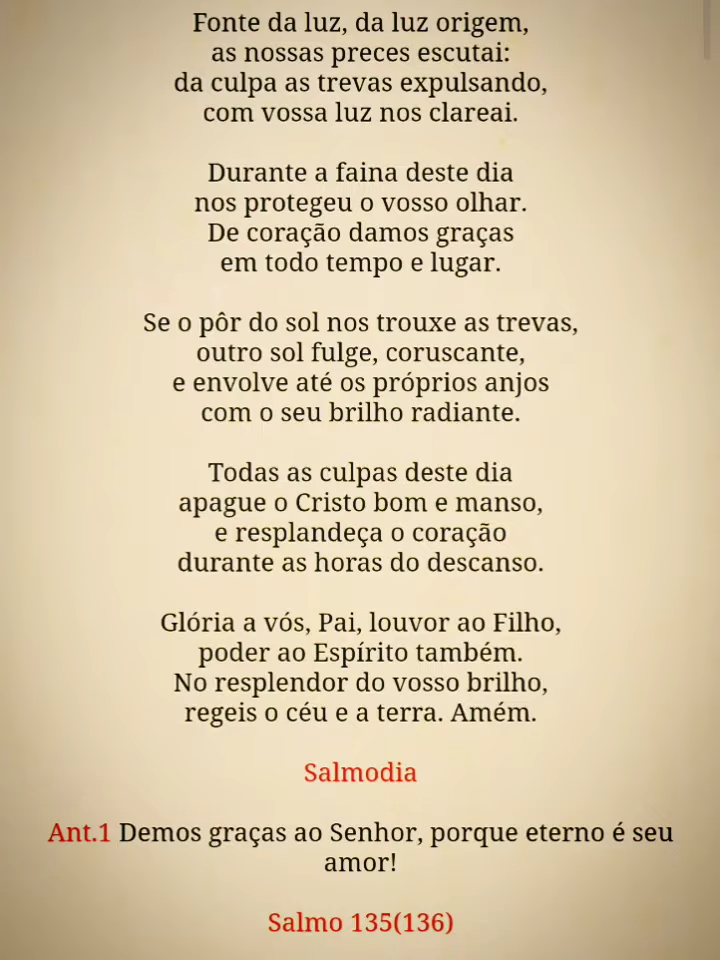 Fonte da luz, da luz origem,
as nossas preces escutai:
da culpa as trevas expulsando,
com vossa luz nos clareai.
Durante a faina deste dia
nos protegeu o vosso olhar.
De coração damos graças
em todo tempo e lugar.
Se o pôr do sol nos trouxe as trevas,
outro sol fulge, coruscante,
e envolve até os próprios anjos
com o seu brilho radiante.
Todas as culpas deste dia
apague o Cristo bom e manso,
e resplandeça o coração
durante as horas do descanso.
Glória a vós, Pai, louvor ao Filho,
poder ao Espírito também.
No resplendor do vosso brilho,
regeis o céu e a terra. Amém.
Salmodia
Ant.1 Demos graças ao Senhor, porque eterno é seu
amor!
Salmo 135(136)